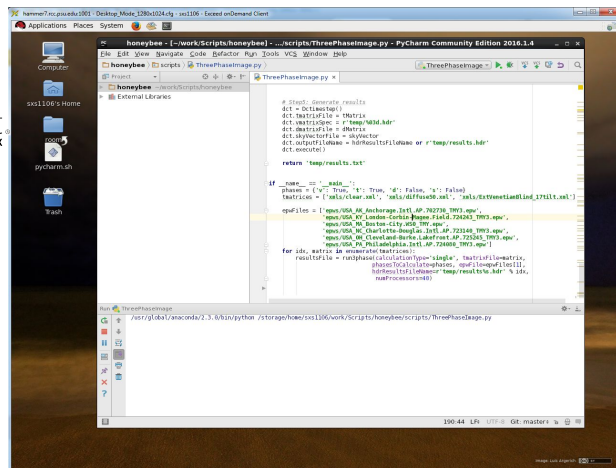 hammer7.rcc.psu.edu:1001 - Desktop_Mode_1280x1024.cfg - sxs1106 - Exceed onDemand Client
Applications Places System
honeybee - [~/work/Scripts/honeybee] - .../scripts/ThreePhaseImage.py - PyCharm Community Edition 2016.1.4
File Edit View Navigate Code Refactor Run Tools VCS Window Help
honeybee scripts ThreePhaseImage.py
ThreePhaseImage
Project
ThreePhaseImage.py
honeybee ~/work/Scripts/honeybee
External Libraries
Computer
sxs1106's Home
room
pycharm.sh
Trash
# Step5: Generate results
dct = Dctimestep()
dct.tmatrixFile = tMatrix
dct.vmatrixSpec = r'temp/%03d.hdr'
dct.dmatrixFile = dMatrix
dct.skyVectorFile = skyVector
dct.outputFileName = hdrResultsFileName or r'temp/results.hdr'
dct.execute()
return 'temp/results.txt'
if __name__ == '__main__':
phases = {'v': True, 't': True, 'd': False, 's': False}
tmatrices = ['xmls/clear.xml', 'xmls/diffuse50.xml', 'xmls/ExtVenetianBlind_17tilt.xml']
epwFiles = ['epws/USA_AK_Anchorage.Intl.AP.702730_TMY3.epw',
'epws/USA_KY_London-Corbin-Magee.Field.724243_TMY3.epw',
'epws/USA_MA_Boston-City.WSO_TMY.epw',
'epws/USA_NC_Charlotte-Douglas.Intl.AP.723140_TMY3.epw',
'epws/USA_OH_Cleveland-Burke.Lakefront.AP.725245_TMY3.epw',
'epws/USA_PA_Philadelphia.Intl.AP.724080_TMY3.epw']
for idx, matrix in enumerate(tmatrices):
resultsFile = run3phase(calculationType='single', tmatrixFile=matrix,
phasesToCalculate=phases, epwFile=epwFiles[1],
hdrResultsFileName=r'temp/result%s.hdr' % idx,
numProcessors=40)
Run ThreePhaseImage
/usr/global/anaconda/2.3.0/bin/python /storage/home/sxs1106/work/Scripts/honeybee/scripts/ThreePhaseImage.py
190:44 LF UTF-8 Git: master